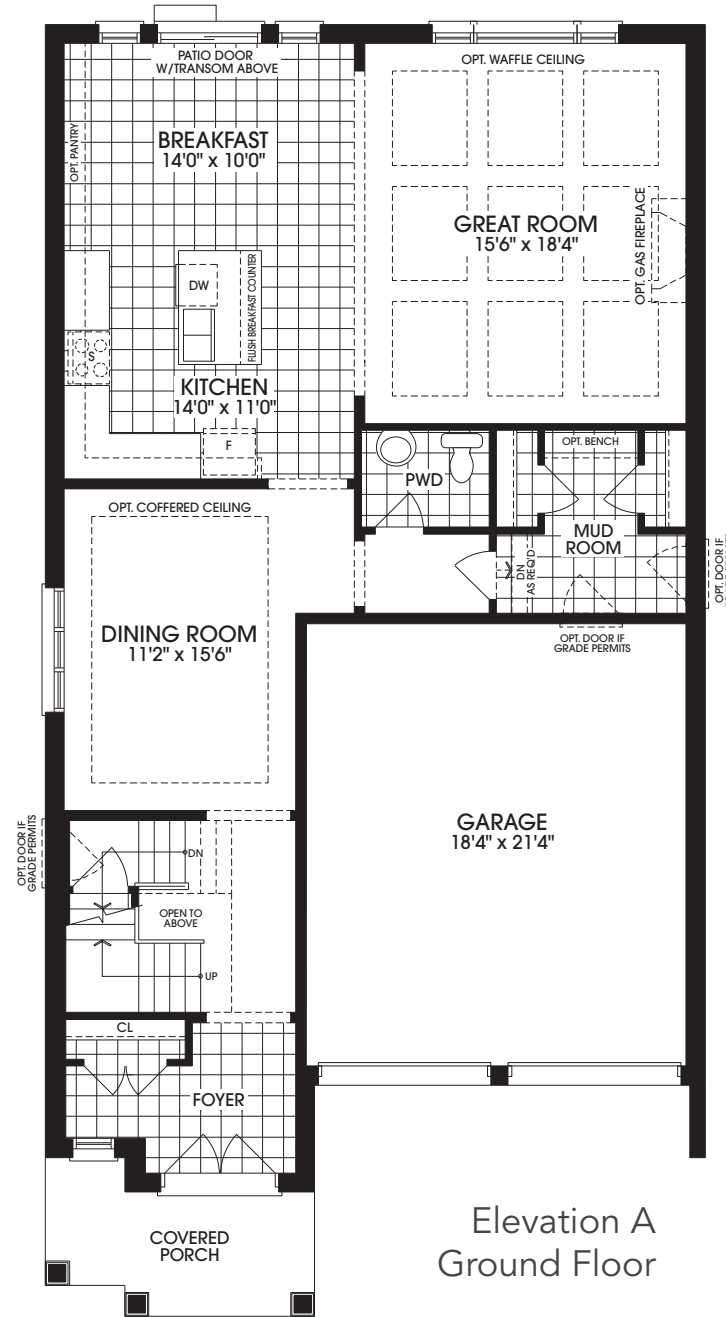 PATIO DOOR
W/TRANSOM ABOVE
OPT. WAFFLE CEILING
OPT. PANTRY
BREAKFAST
14'0" x 10'0"
GREAT ROOM
15'6" x 18'4"
OPT. GAS FIREPLACE
DW
FLUSH BREAKFAST COUNTER
S
KITCHEN
14'0" x 11'0"
F
OPT. BENCH
PWD
OPT. COFFERED CEILING
MUD
ROOM
DN
AS REQ'D
OPT. DOOR IF
OPT. DOOR IF
GRADE PERMITS
DINING ROOM
11'2" x 15'6"
GARAGE
18'4" x 21'4"
OPT. DOOR IF
GRADE PERMITS
DN
OPEN TO
ABOVE
UP
CL
FOYER
COVERED
PORCH
Elevation A
Ground Floor